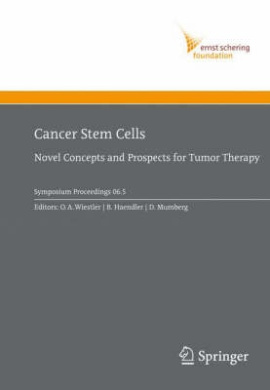 ernst schering
foundation
Cancer Stem Cells
Novel Concepts and Prospects for Tumor Therapy
Symposium Proceedings 06.5
Editors: O. A. Wiestler | B. Haendler | D. Mumberg
Springer